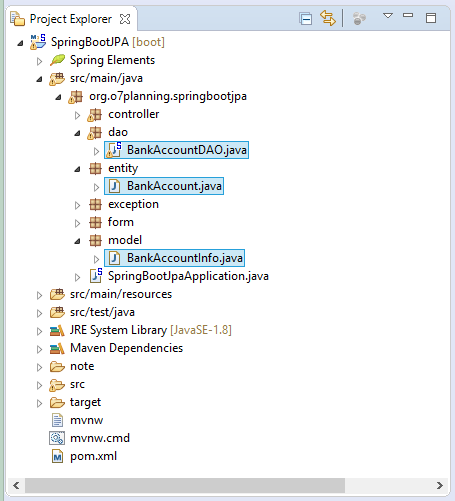 Project Explorer
SpringBootJPA [boot]
Spring Elements
src/main/java
org.o7planning.springbootjpa
controller
dao
BankAccountDAO.java
entity
BankAccount.java
exception
form
model
BankAccountInfo.java
SpringBootJpaApplication.java
src/main/resources
src/test/java
JRE System Library [JavaSE-1.8]
Maven Dependencies
note
src
target
mvnw
mvnw.cmd
pom.xml